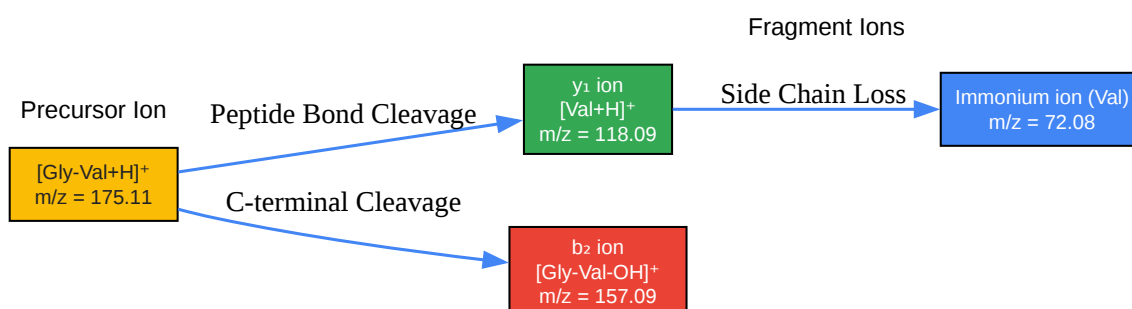 Fragment Ions
Precursor Ion
[Gly-Val+H]⁺
m/z = 175.11
Peptide Bond Cleavage
C-terminal Cleavage
y₁ ion
[Val+H]⁺
m/z = 118.09
Side Chain Loss
Immonium ion (Val)
m/z = 72.08
b₂ ion
[Gly-Val-OH]⁺
m/z = 157.09